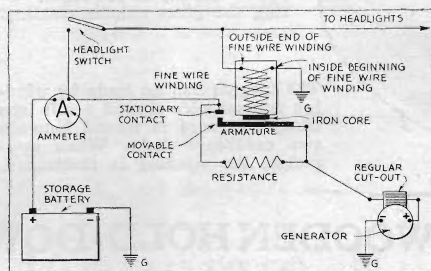 TO HEADLIGHTS
HEADLIGHT
SWITCH
OUTSIDE END OF
FINE WIRE WINDING
INSIDE BEGINNING
OF FINE WIRE
WINDING
FINE WIRE
WINDING
G
A
AMMETER
STATIONARY
CONTACT
IRON CORE
ARMATURE
MOVABLE
CONTACT
RESISTANCE
REGULAR
CUT-OUT
STORAGE
BATTERY
+
−
G
− +
GENERATOR
G